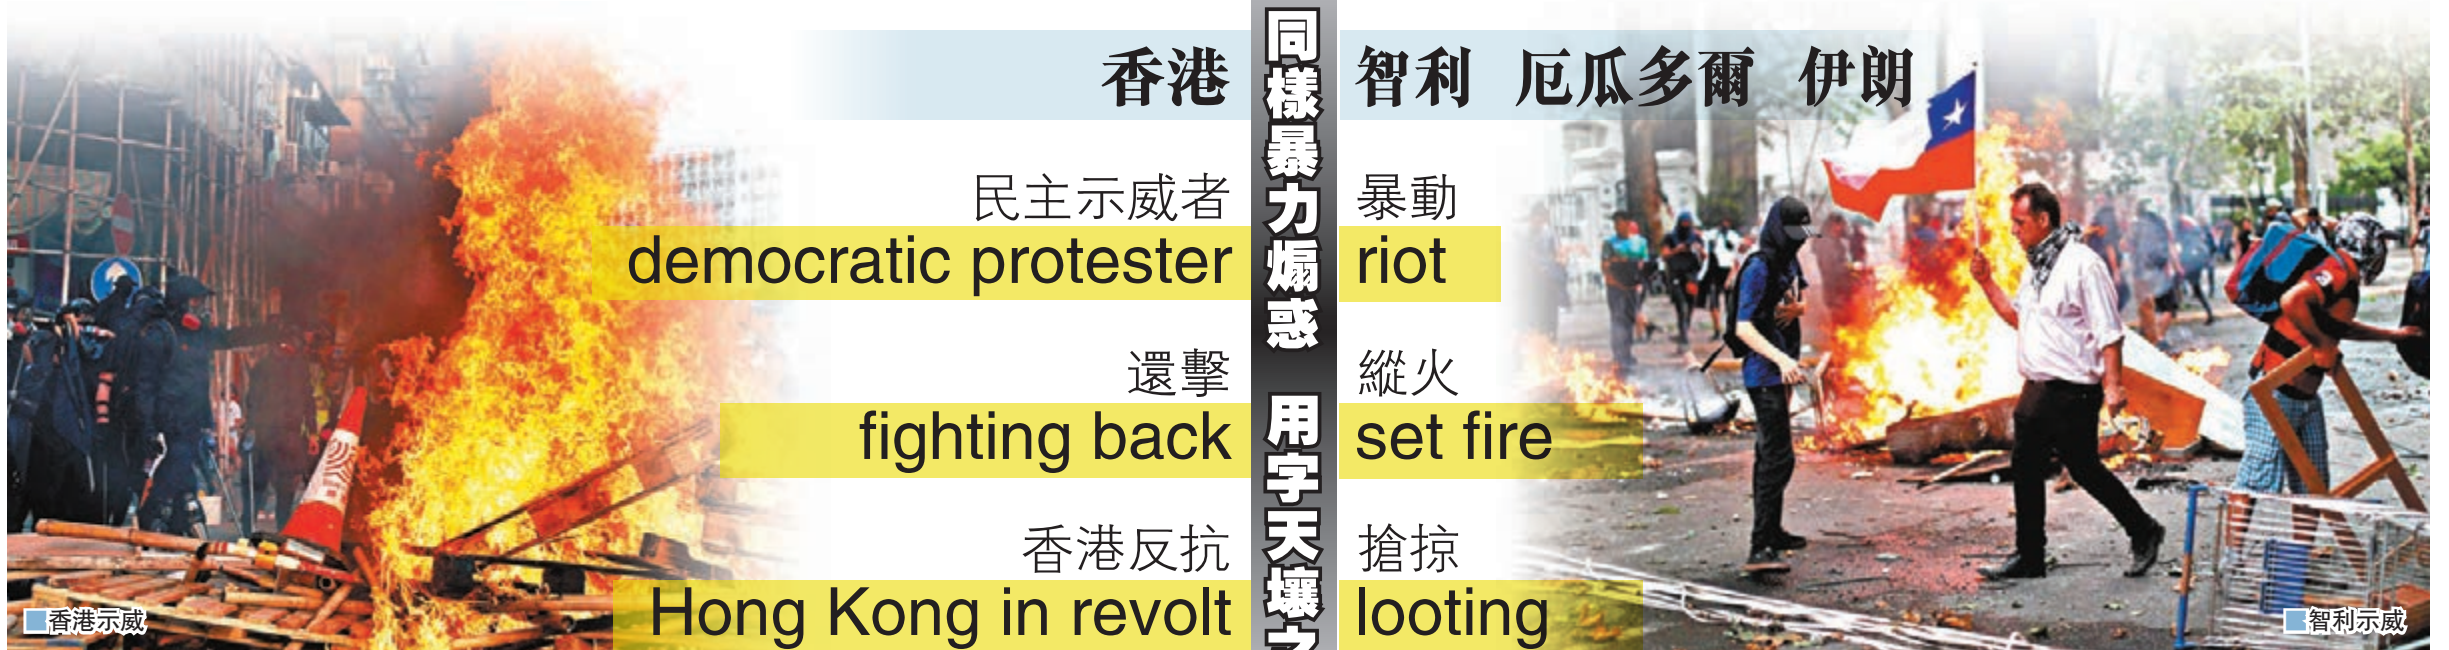 香港
民主示威者
democratic protester
還擊
fighting back
香港反抗
Hong Kong in revolt
香港示威
同樣暴力煽惑 用字天壤
智利 厄瓜多爾 伊朗
暴動
riot
縱火
set fire
搶掠
looting
智利示威